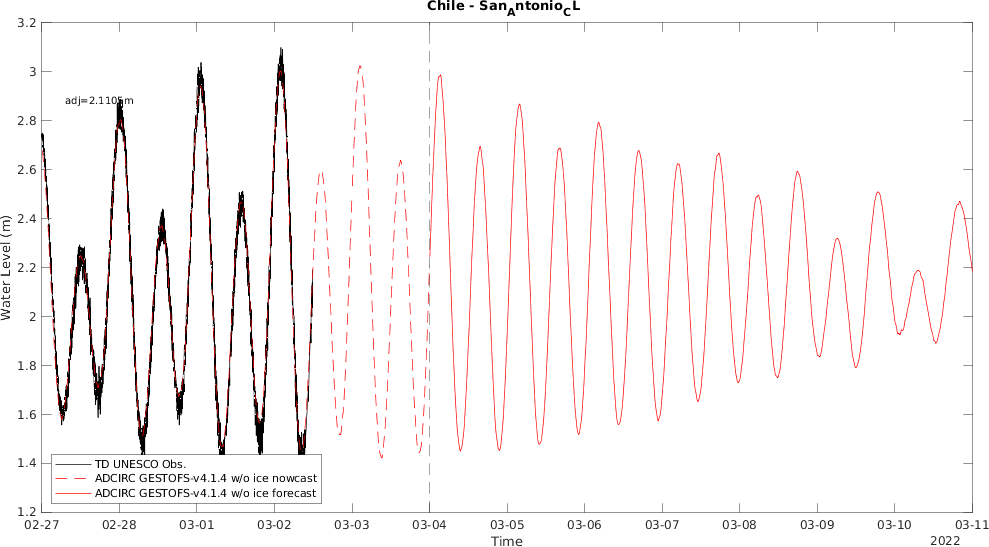 Chile - SanAntonioCL
3.2
3
2.8
2.6
2.4
2.2
2
1.8
1.6
1.4
1.2
Water Level (m)
adj=2.1105m
TD UNESCO Obs.
ADCIRC GESTOFS-v4.1.4 w/o ice nowcast
ADCIRC GESTOFS-v4.1.4 w/o ice forecast
02-27 02-28 03-01 03-02 03-03 03-04 03-05 03-06 03-07 03-08 03-09 03-10 03-11
Time
2022